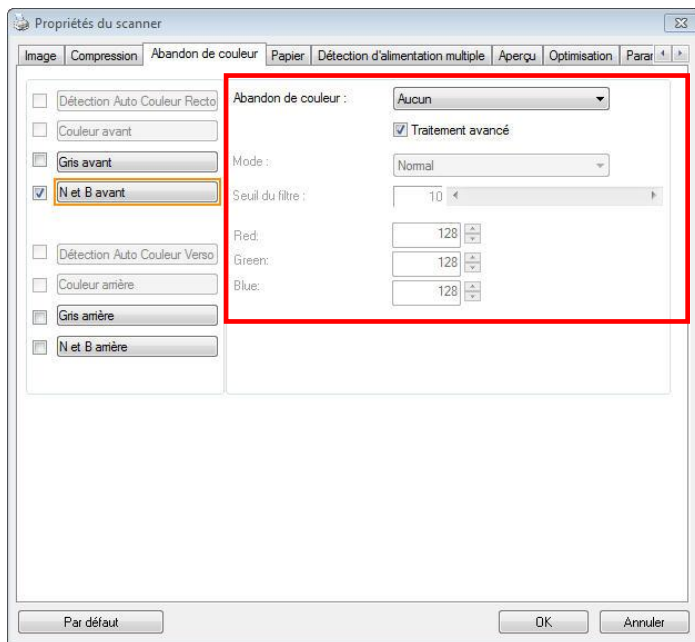 Propriétés du scanner
Image Compression Abandon de couleur Papier Détection d'alimentation multiple Aperçu Optimisation Parar
Détection Auto Couleur Recto
Couleur avant
Gris avant
N et B avant
Détection Auto Couleur Verso
Couleur arrière
Gris arrière
N et B arrière
Abandon de couleur : Aucun
Traitement avancé
Mode : Normal
Seuil du filtre : 10
Red: 128
Green: 128
Blue: 128
Par défaut OK Annuler